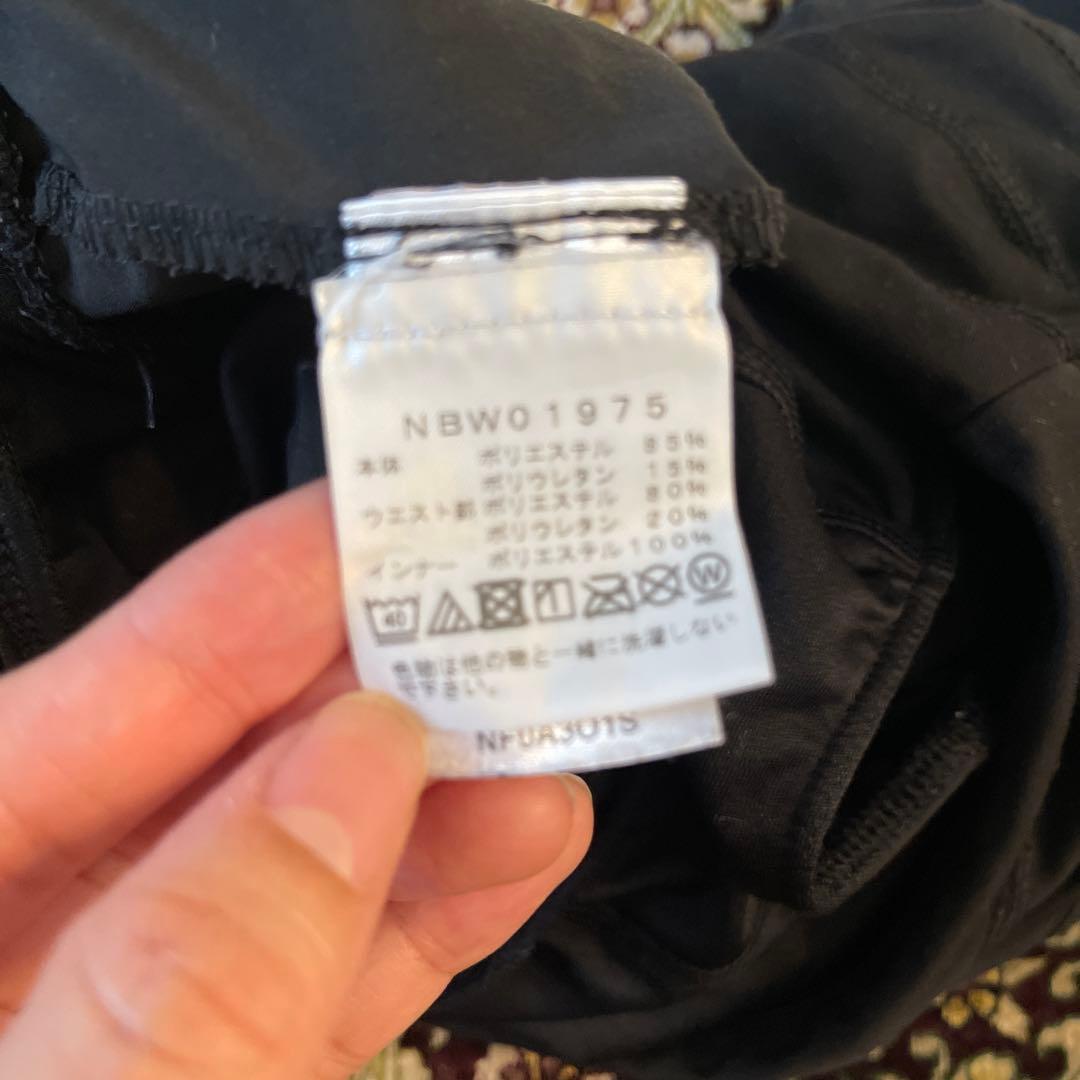 NBW01975
本体 ポリエステル 85%
ポリウレタン 15%
ウエスト部 ポリエステル 80%
ポリウレタン 20%
インナー ポリエステル 100%
40 W
色物は他の物と一緒に洗濯しない
で下さい。
NF0A3O1S